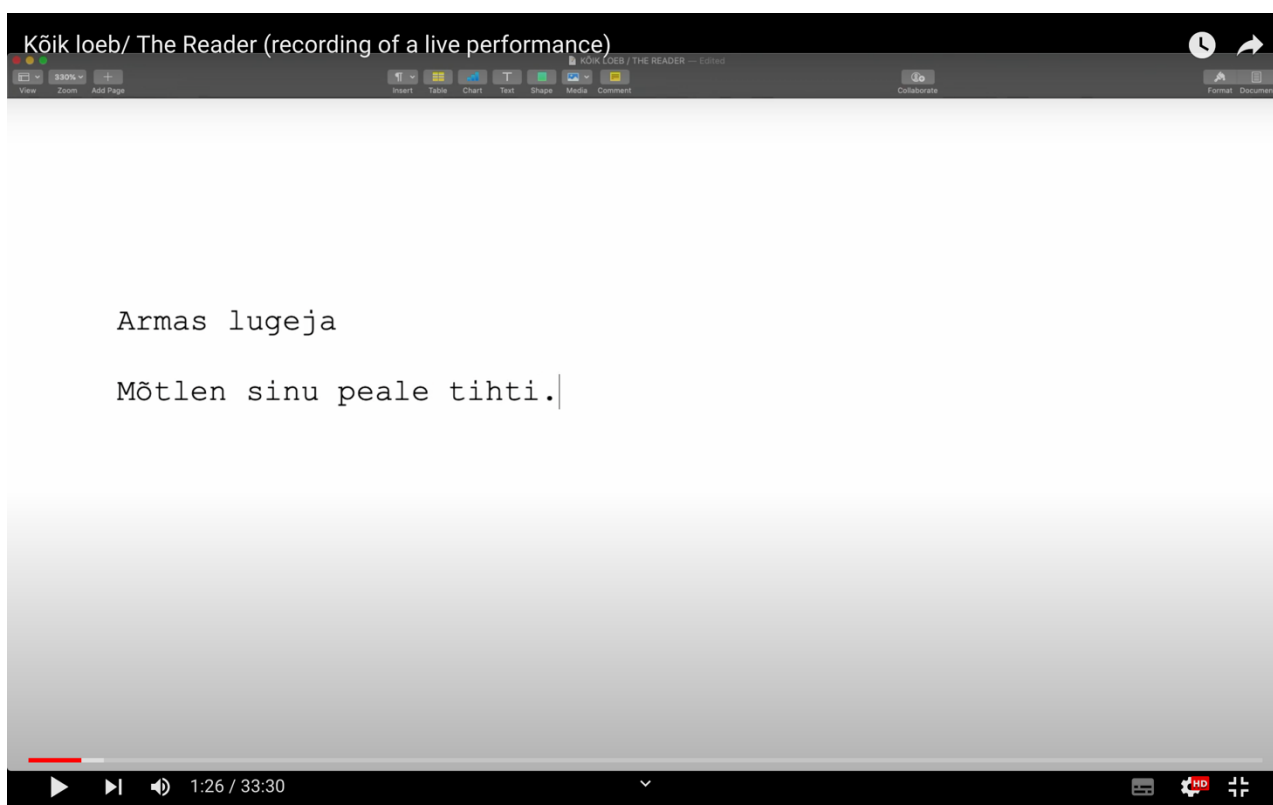 Kõik loeb/ The Reader (recording of a live performance)
KÕIK LOEB / THE READER — Edited
330%
View Zoom Add Page Insert Table Chart Text Shape Media Comment Collaborate Format Documen
Armas lugeja
Mõtlen sinu peale tihti.
1:26 / 33:30 HD